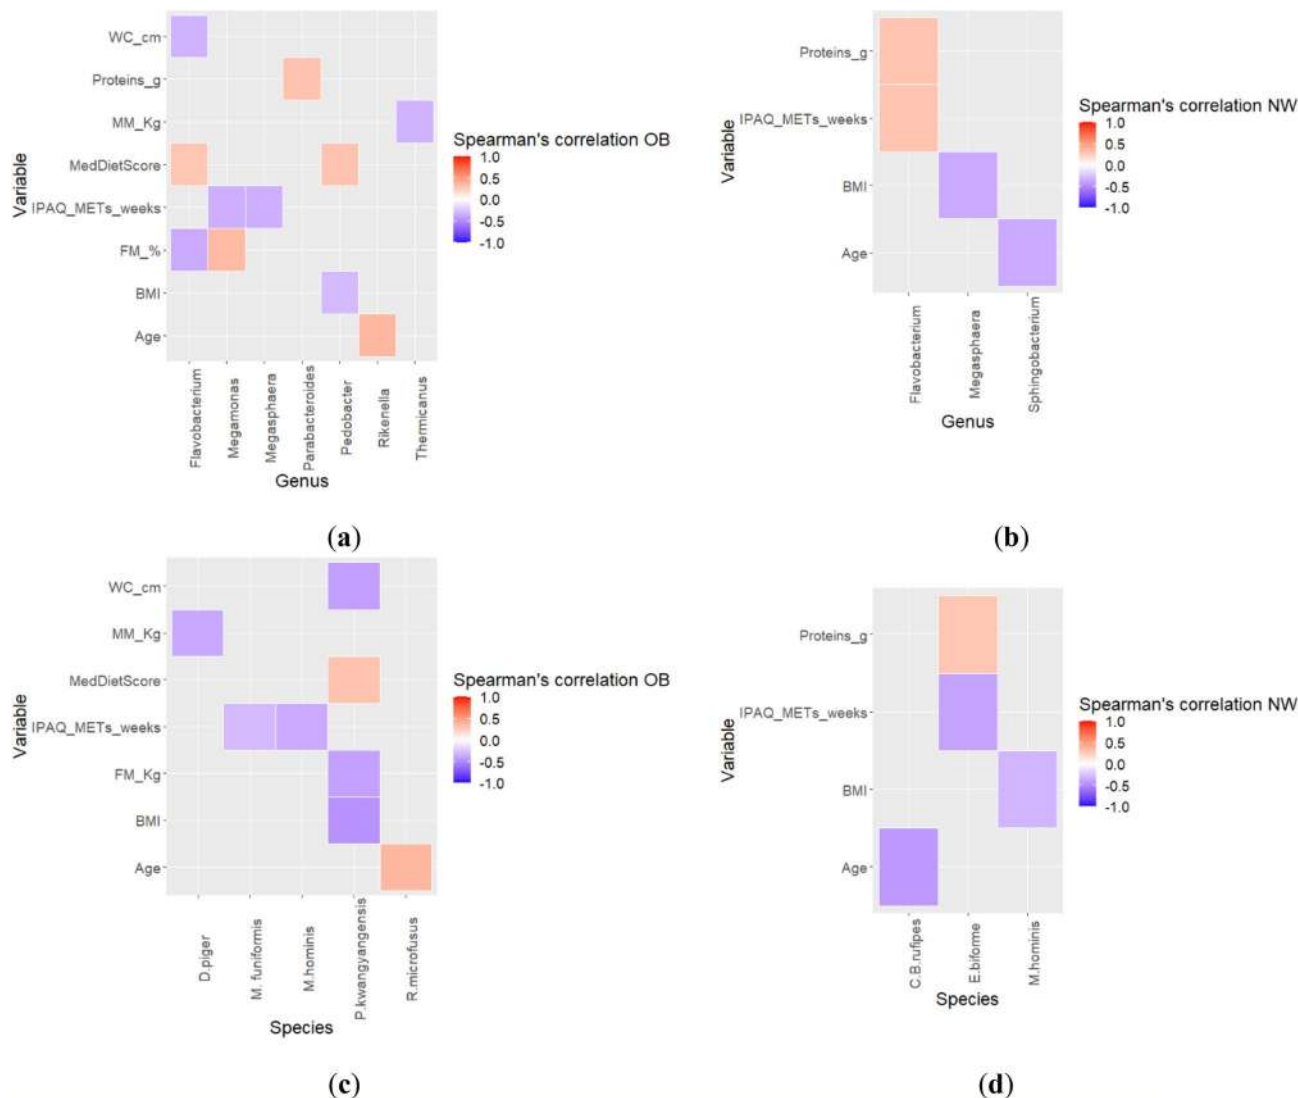 WC_cm
Proteins_g
MM_Kg
MedDietScore
IPAQ_METs_weeks
FM_%
BMI
Age
Variable
Flavobacterium
Megamonas
Megasphaera
Parabacteroides
Pedobacter
Rikenella
Thermicanus
Genus
Spearman's correlation OB
1.0
0.5
0.0
-0.5
-1.0
(a)
Proteins_g
IPAQ_METs_weeks
BMI
Age
Variable
Flavobacterium
Megasphaera
Sphingobacterium
Genus
Spearman's correlation NW
1.0
0.5
0.0
-0.5
-1.0
(b)
WC_cm
MM_Kg
MedDietScore
IPAQ_METs_weeks
FM_Kg
BMI
Age
Variable
D.piger
M. funiformis
M.hominis
P.kwangyangensis
R.microfusus
Species
Spearman's correlation OB
1.0
0.5
0.0
-0.5
-1.0
(c)
Proteins_g
IPAQ_METs_weeks
BMI
Age
Variable
C.B.rufipes
E.biforme
M.hominis
Species
Spearman's correlation NW
1.0
0.5
0.0
-0.5
-1.0
(d)